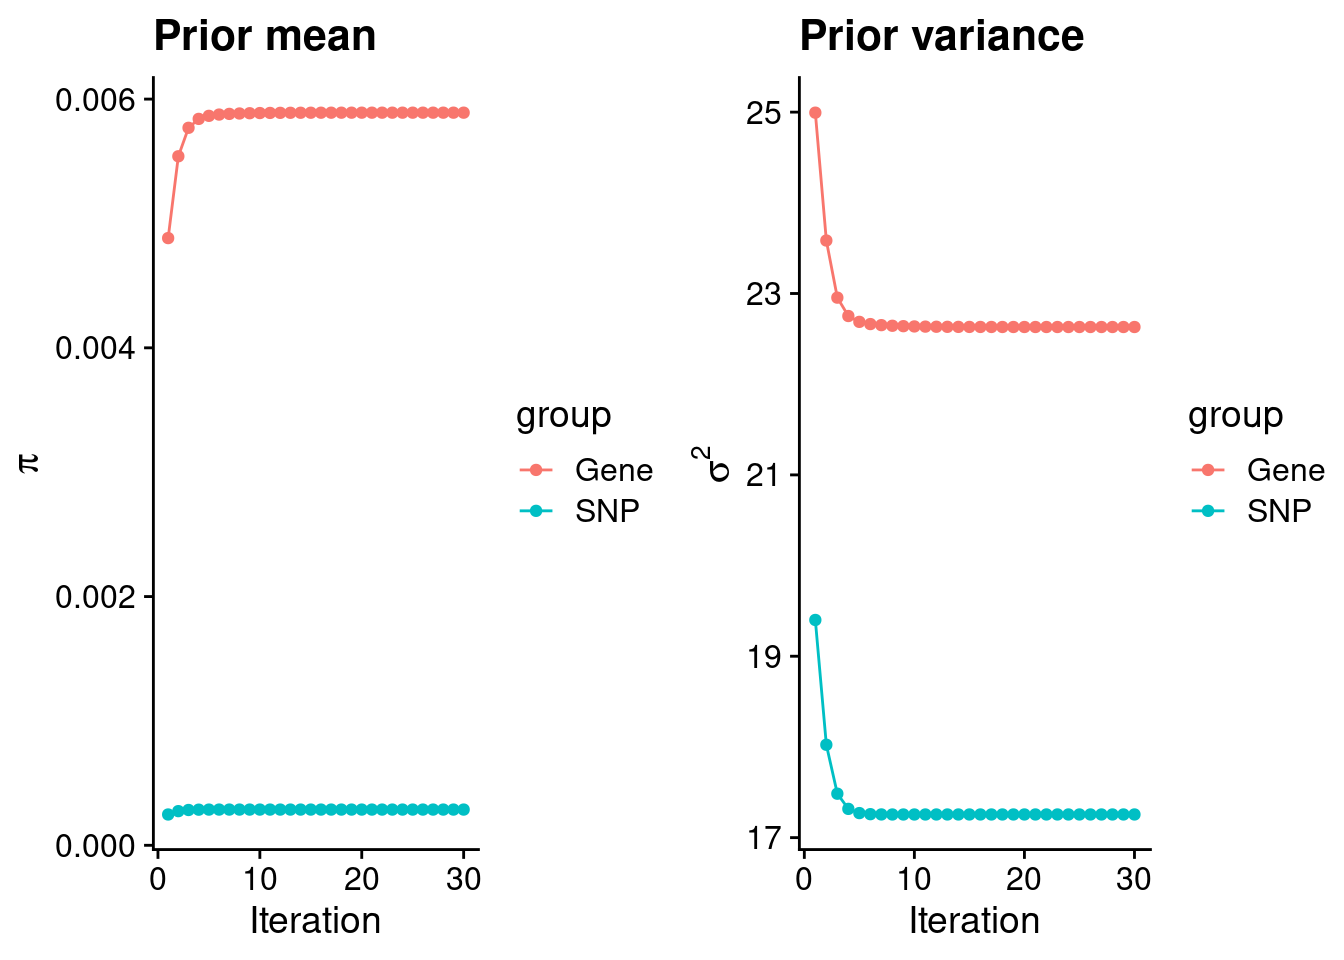 Prior mean
0.006
0.004
0.002
0.000
π
0 10 20 30
Iteration
group
Gene
SNP
Prior variance
25
23
21
19
17
σ²
0 10 20 30
Iteration
group
Gene
SNP